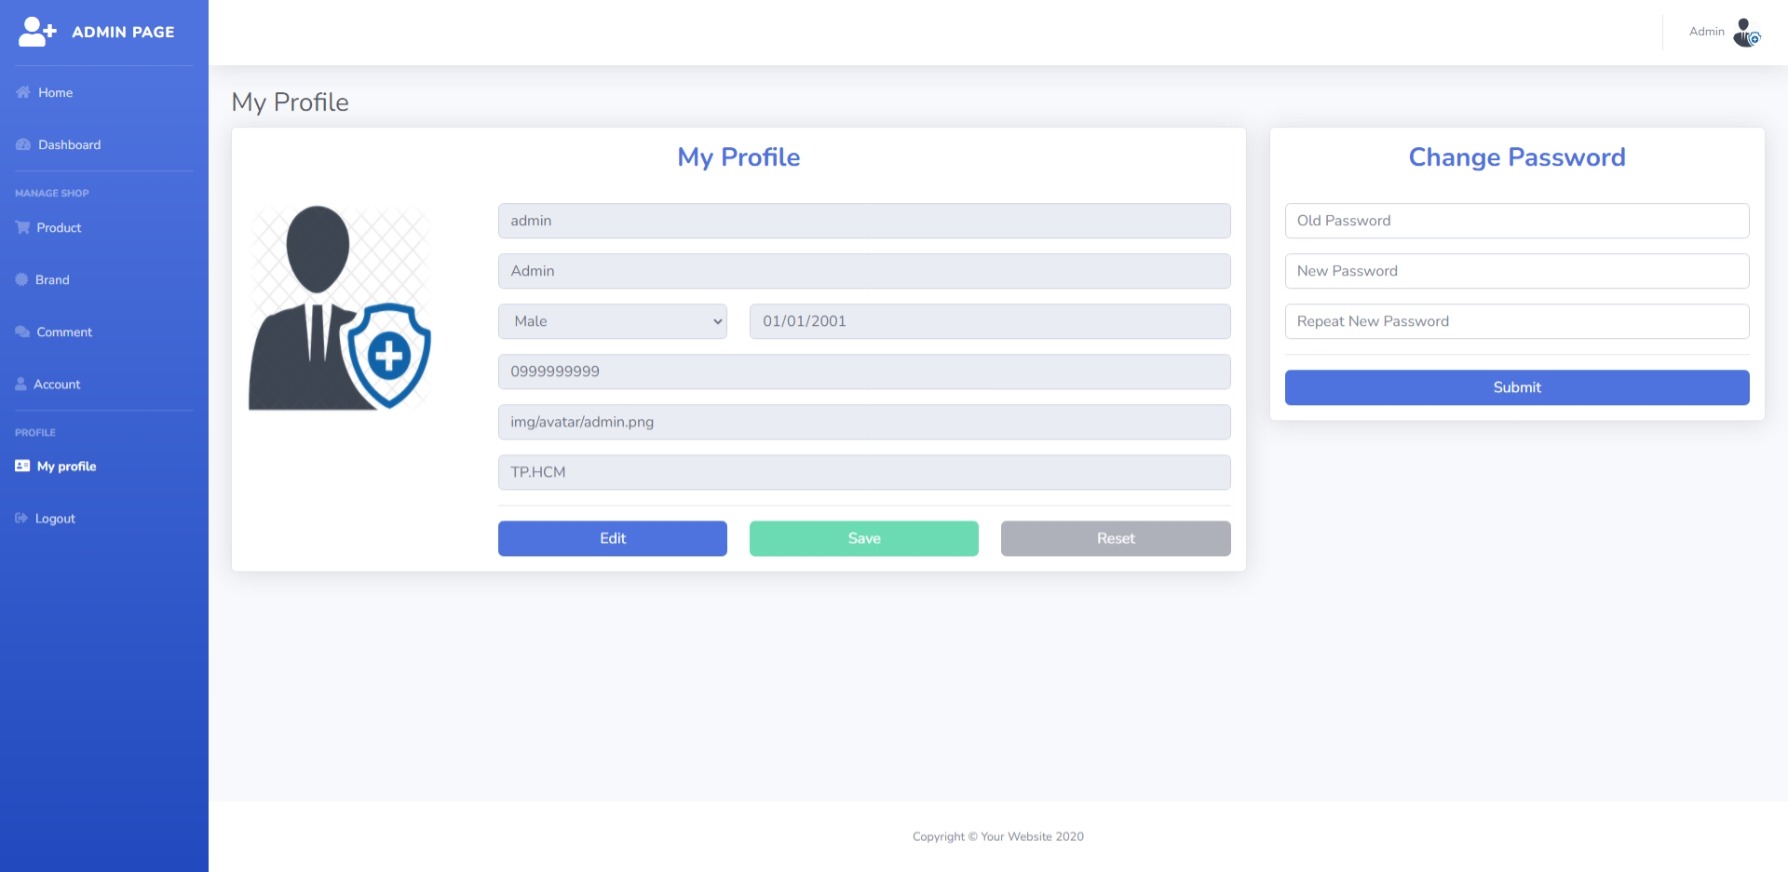 ADMIN PAGE
Home
Dashboard
MANAGE SHOP
Product
Brand
Comment
Account
PROFILE
My profile
Logout
Admin
My Profile
My Profile
admin
Admin
Male
01/01/2001
0999999999
img/avatar/admin.png
TP.HCM
Edit
Save
Reset
Change Password
Old Password
New Password
Repeat New Password
Submit
Copyright © Your Website 2020